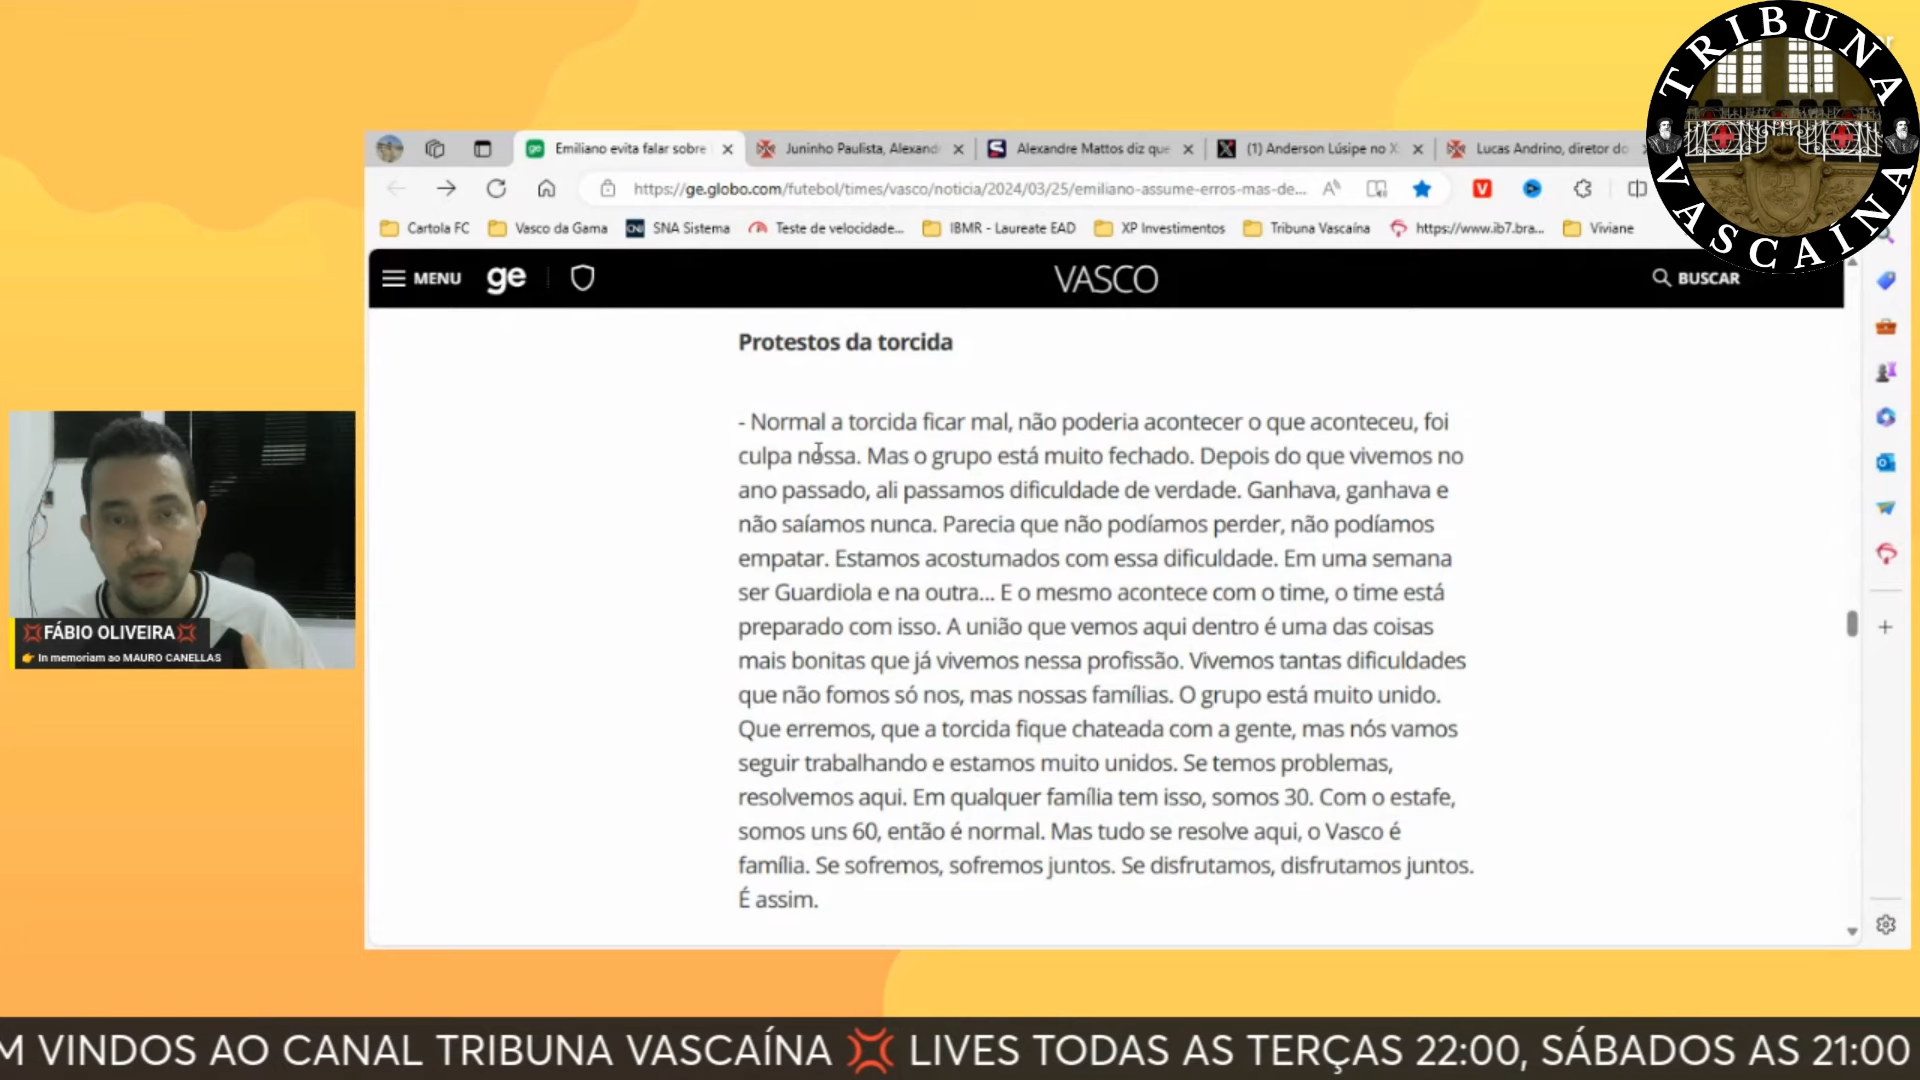 TRIBUNA VASCAÍNA
Emiliano evita falar sobre
Juninho Paulista, Alexand
Alexandre Mattos diz que
(1) Anderson Lúsipe no X:
Lucas Andrino, diretor do
https://ge.globo.com/futebol/times/vasco/noticia/2024/03/25/emiliano-assume-erros-mas-de...
Cartola FC
Vasco da Gama
SNA Sistema
Teste de velocidade...
IBMR - Laureate EAD
XP Investimentos
Tribuna Vascaína
https://www.ib7.bra...
Viviane
MENU
ge
VASCO
BUSCAR
Protestos da torcida
- Normal a torcida ficar mal, não poderia acontecer o que aconteceu, foi
culpa nossa. Mas o grupo está muito fechado. Depois do que vivemos no
ano passado, ali passamos dificuldade de verdade. Ganhava, ganhava e
não saíamos nunca. Parecia que não podíamos perder, não podíamos
empatar. Estamos acostumados com essa dificuldade. Em uma semana
ser Guardiola e na outra... E o mesmo acontece com o time, o time está
preparado com isso. A união que vemos aqui dentro é uma das coisas
mais bonitas que já vivemos nessa profissão. Vivemos tantas dificuldades
que não fomos só nos, mas nossas famílias. O grupo está muito unido.
Que erremos, que a torcida fique chateada com a gente, mas nós vamos
seguir trabalhando e estamos muito unidos. Se temos problemas,
resolvemos aqui. Em qualquer família tem isso, somos 30. Com o estafe,
somos uns 60, então é normal. Mas tudo se resolve aqui, o Vasco é
família. Se sofremos, sofremos juntos. Se disfrutamos, disfrutamos juntos.
É assim.
💢FÁBIO OLIVEIRA💢
👉 In memoriam ao MAURO CANELLAS
M VINDOS AO CANAL TRIBUNA VASCAÍNA 💢 LIVES TODAS AS TERÇAS 22:00, SÁBADOS AS 21:00